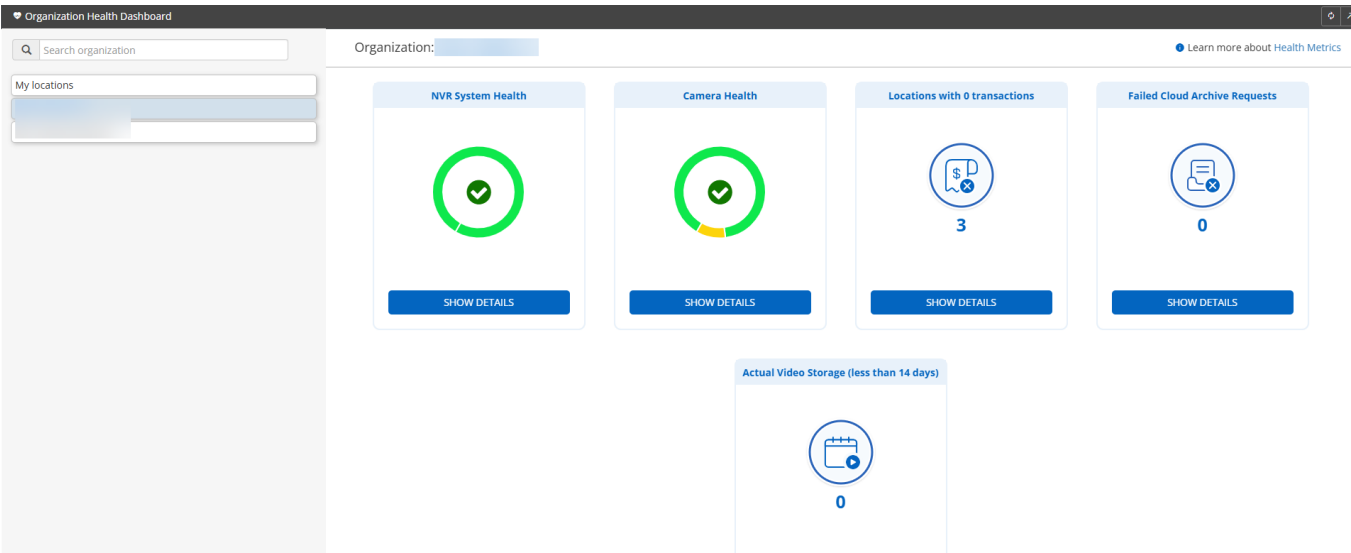 Organization Health Dashboard
Search organization
My locations
Organization:
Learn more about Health Metrics
NVR System Health
Camera Health
Locations with 0 transactions
Failed Cloud Archive Requests
$
3
0
SHOW DETAILS
SHOW DETAILS
SHOW DETAILS
SHOW DETAILS
Actual Video Storage (less than 14 days)
0